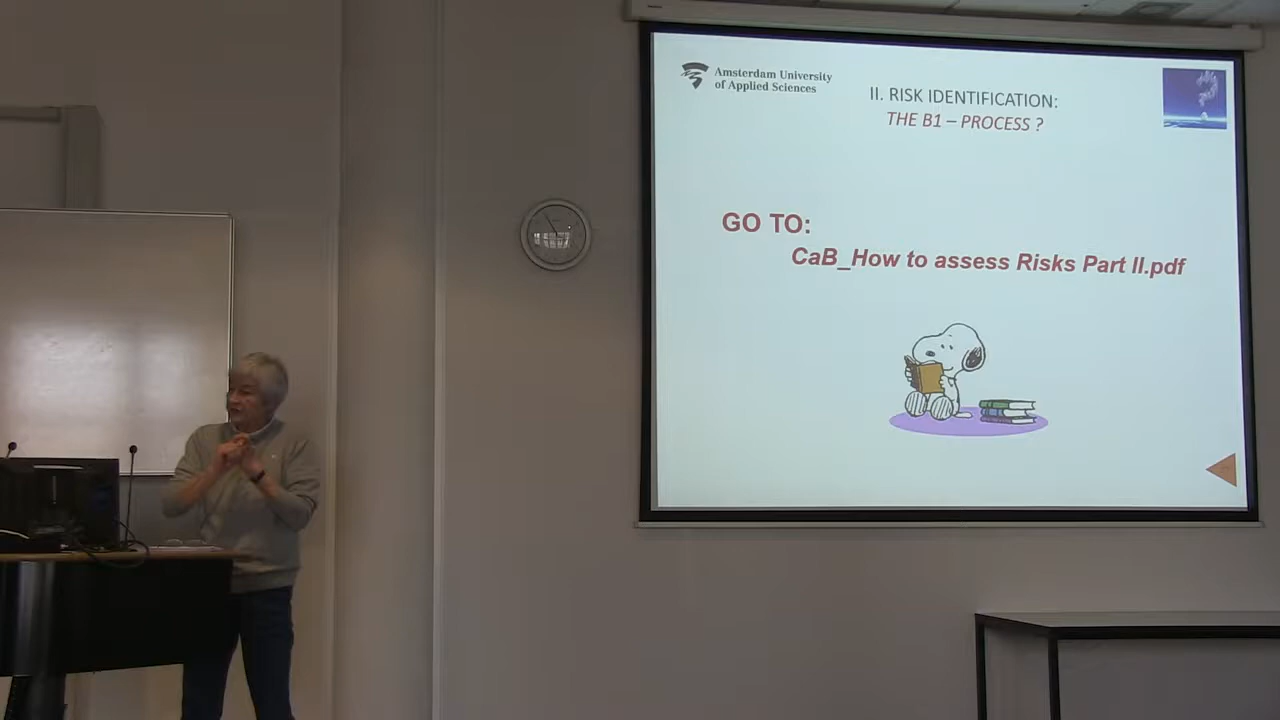 Amsterdam University
of Applied Sciences
II. RISK IDENTIFICATION:
THE B1 – PROCESS ?
GO TO:
CaB_How to assess Risks Part II.pdf